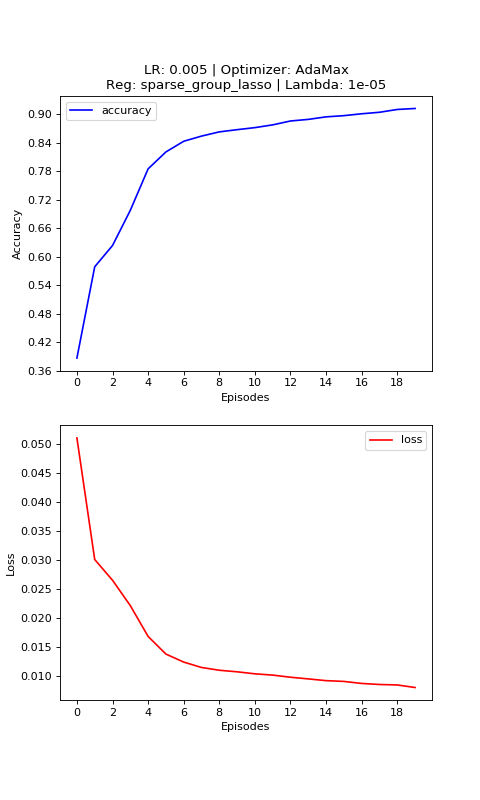 LR: 0.005 | Optimizer: AdaMax
Reg: sparse_group_lasso | Lambda: 1e-05
accuracy
Accuracy
0.90
0.84
0.78
0.72
0.66
0.60
0.54
0.48
0.42
0.36
0 2 4 6 8 10 12 14 16 18
Episodes
loss
Loss
0.050
0.045
0.040
0.035
0.030
0.025
0.020
0.015
0.010
0 2 4 6 8 10 12 14 16 18
Episodes